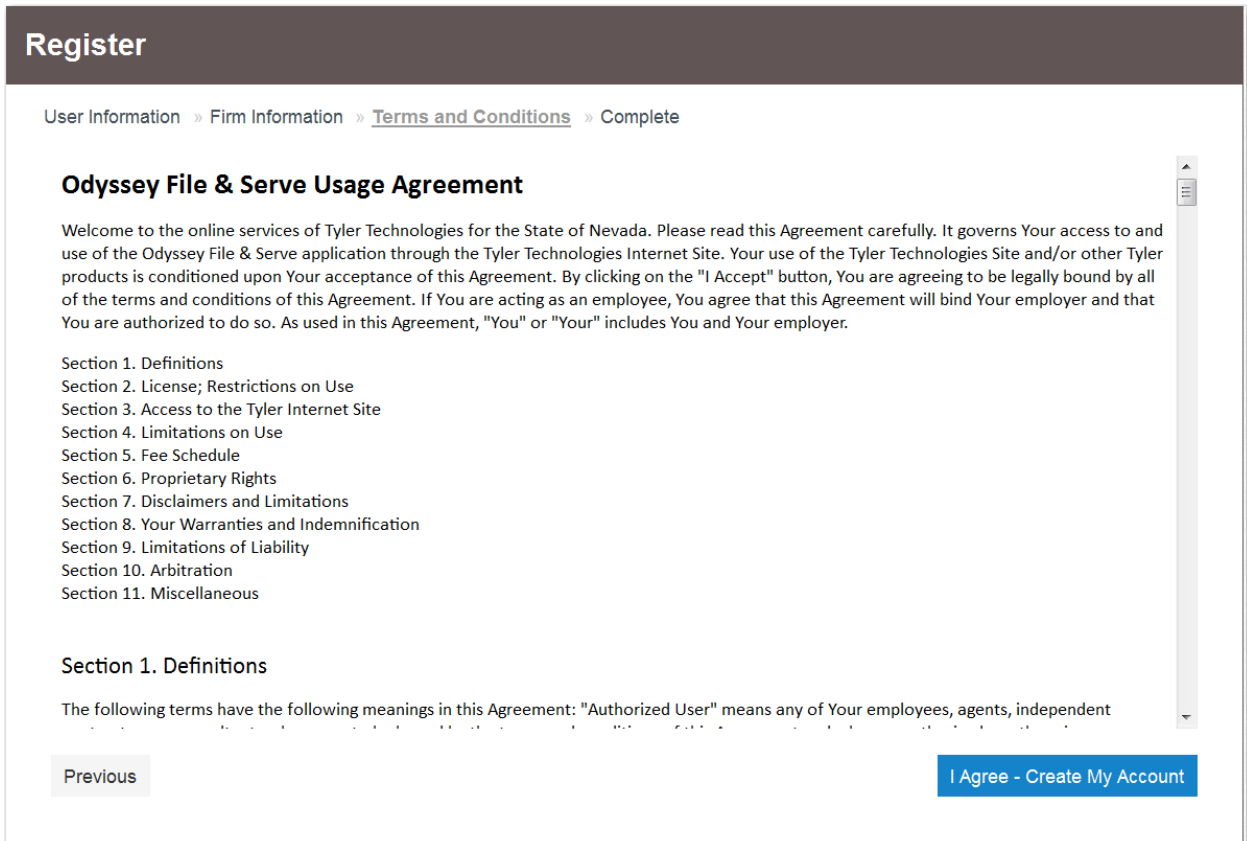 Register
User Information » Firm Information » Terms and Conditions » Complete
Odyssey File & Serve Usage Agreement
Welcome to the online services of Tyler Technologies for the State of Nevada. Please read this Agreement carefully. It governs Your access to and
use of the Odyssey File & Serve application through the Tyler Technologies Internet Site. Your use of the Tyler Technologies Site and/or other Tyler
products is conditioned upon Your acceptance of this Agreement. By clicking on the "I Accept" button, You are agreeing to be legally bound by all
of the terms and conditions of this Agreement. If You are acting as an employee, You agree that this Agreement will bind Your employer and that
You are authorized to do so. As used in this Agreement, "You" or "Your" includes You and Your employer.
Section 1. Definitions
Section 2. License; Restrictions on Use
Section 3. Access to the Tyler Internet Site
Section 4. Limitations on Use
Section 5. Fee Schedule
Section 6. Proprietary Rights
Section 7. Disclaimers and Limitations
Section 8. Your Warranties and Indemnification
Section 9. Limitations of Liability
Section 10. Arbitration
Section 11. Miscellaneous
Section 1. Definitions
The following terms have the following meanings in this Agreement: "Authorized User" means any of Your employees, agents, independent
Previous
I Agree - Create My Account